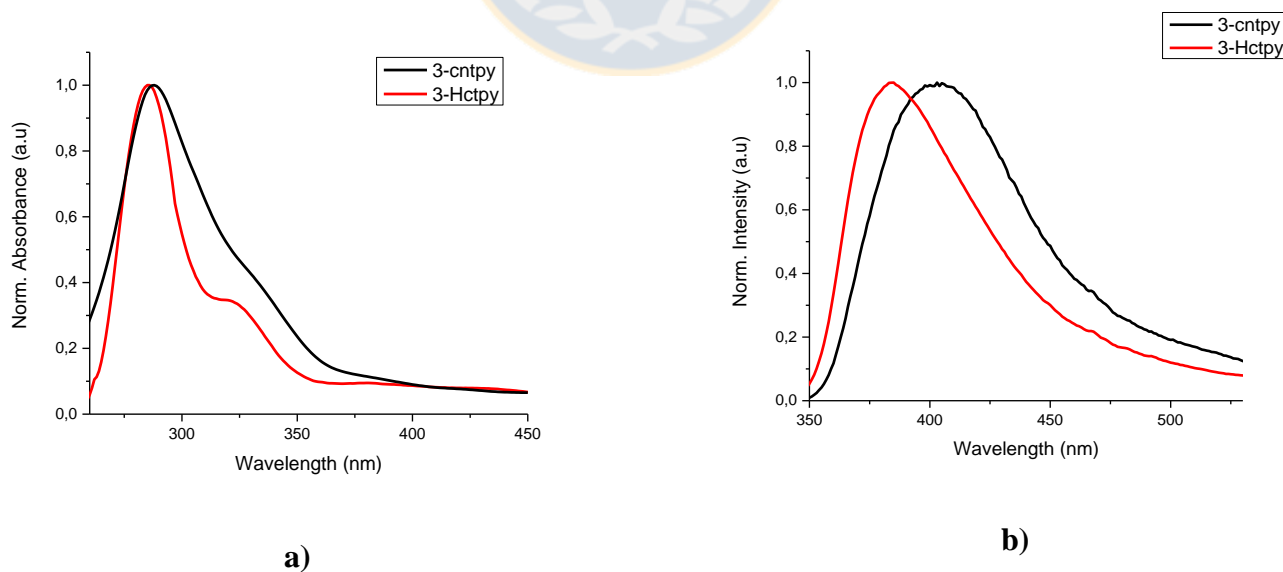 3-cntpy
3-Hctpy
1,0
0,8
0,6
0,4
0,2
0,0
Norm. Absorbance (a.u)
300
350
400
450
Wavelength (nm)
a)
3-cntpy
3-Hctpy
1,0
0,8
0,6
0,4
0,2
0,0
Norm. Intensity (a.u)
350
400
450
500
Wavelength (nm)
b)